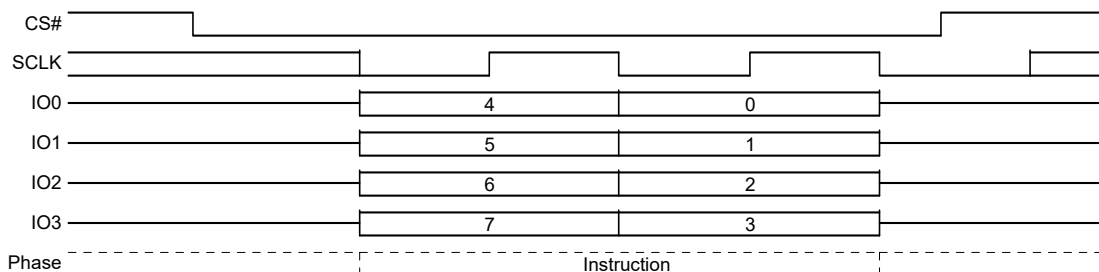 CS#
SCLK
IO0 4 0
IO1 5 1
IO2 6 2
IO3 7 3
Phase Instruction